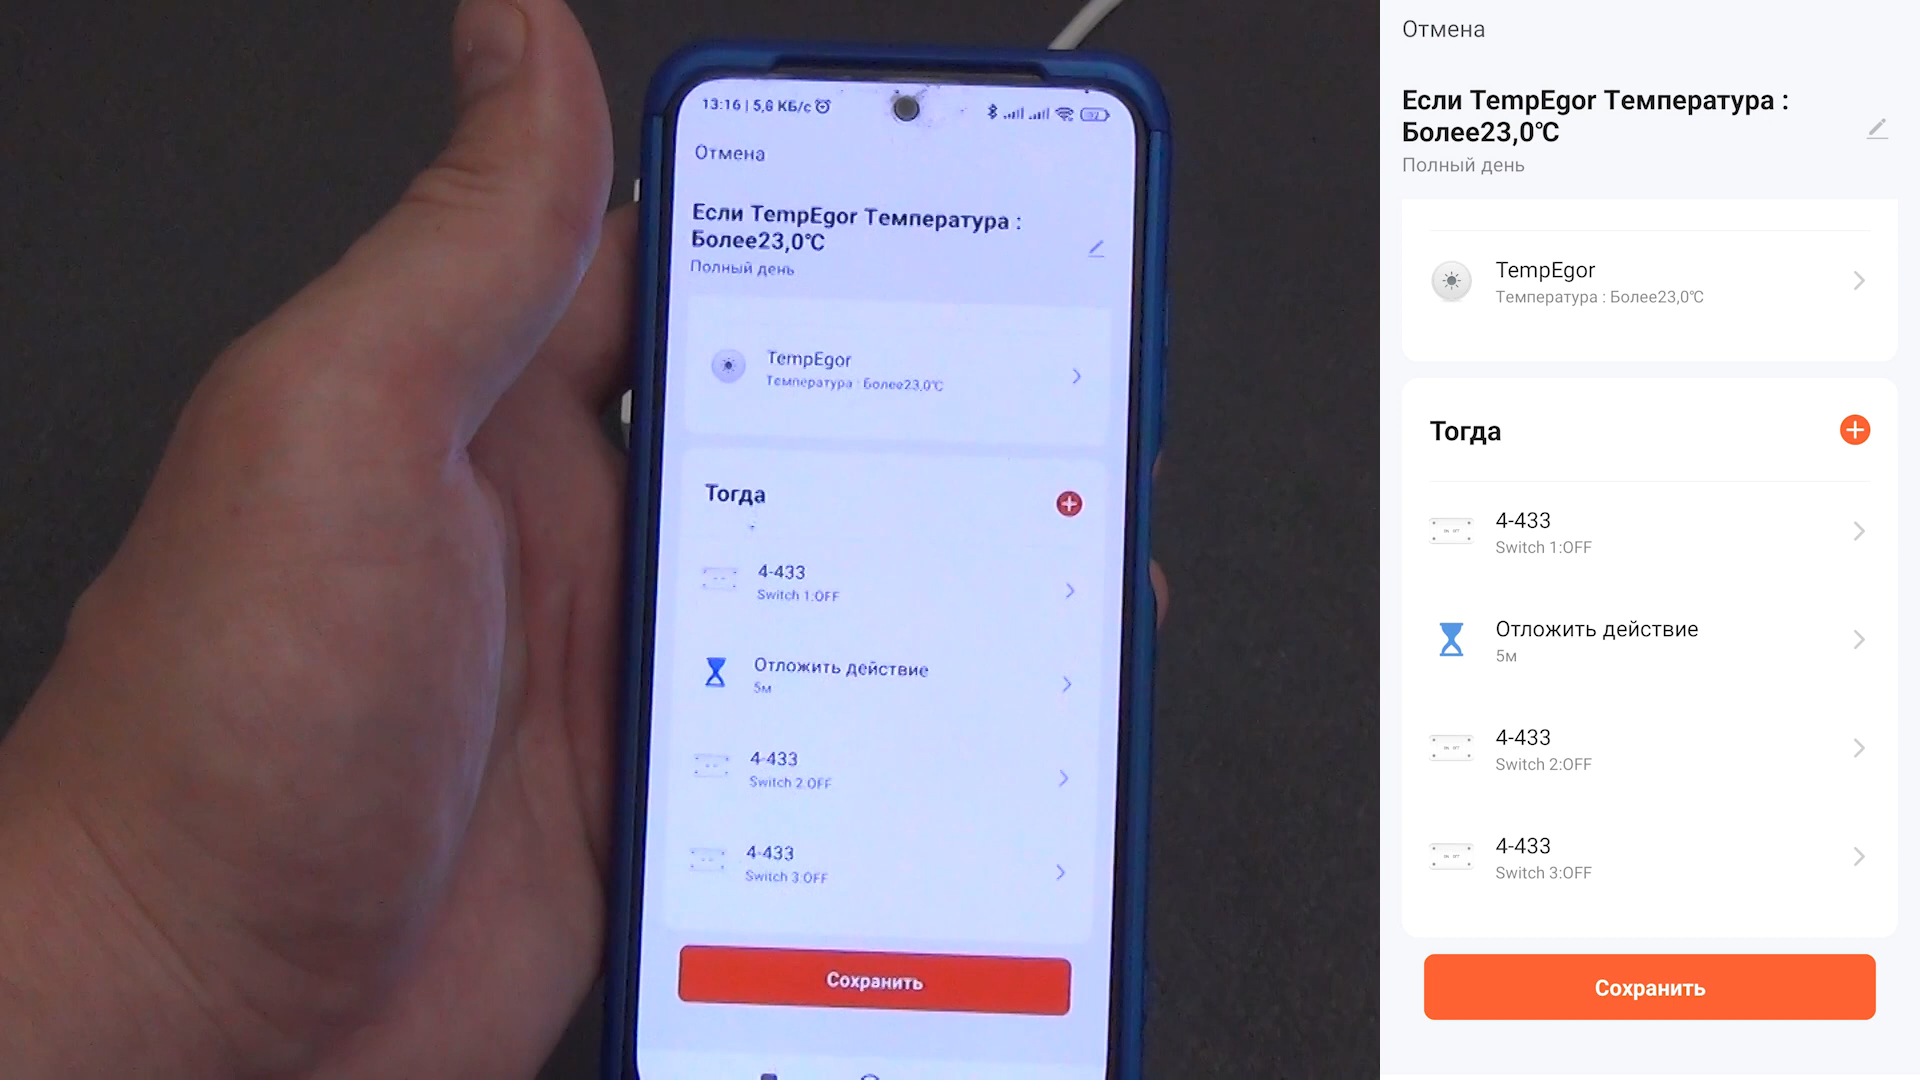 13:16 | 5,6 КБ/с
Отмена
Если TempEgor Температура :
Более23,0℃
Полный день
TempEgor
Температура : Более23,0℃
Тогда
4-433
Switch 1:OFF
Отложить действие
5м
4-433
Switch 2:OFF
4-433
Switch 3:OFF
Сохранить
Отмена
Если TempEgor Температура :
Более23,0℃
Полный день
TempEgor
Температура : Более23,0℃
Тогда
4-433
Switch 1:OFF
Отложить действие
5м
4-433
Switch 2:OFF
4-433
Switch 3:OFF
Сохранить